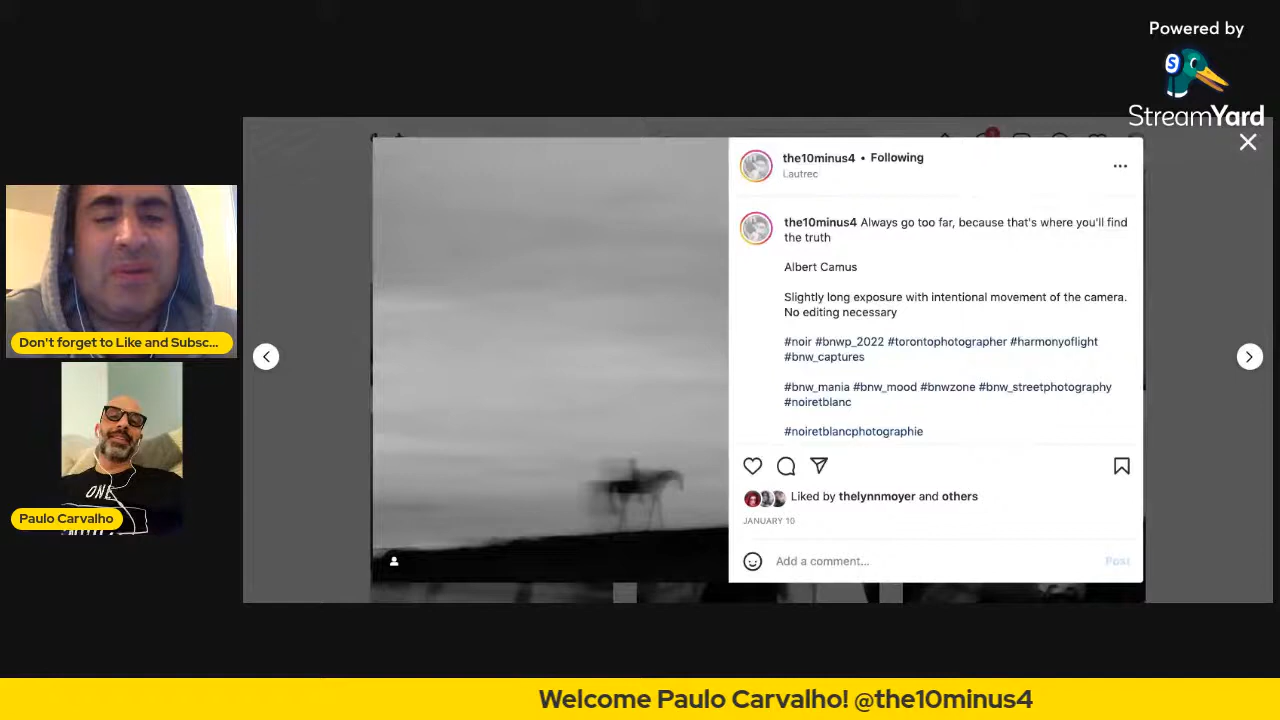 Powered by
StreamYard
the10minus4 • Following
Lautrec
the10minus4 Always go too far, because that's where you'll find
the truth
Albert Camus
Slightly long exposure with intentional movement of the camera.
No editing necessary
#noir #bnwp_2022 #torontophotographer #harmonyoflight
#bnw_captures
#bnw_mania #bnw_mood #bnwzone #bnw_streetphotography
#noiretblanc
#noiretblancphotographie
Liked by thelynnmoyer and others
JANUARY 10
Add a comment...
Post
Don't forget to Like and Subsc...
ONE
Paulo Carvalho
Welcome Paulo Carvalho! @the10minus4